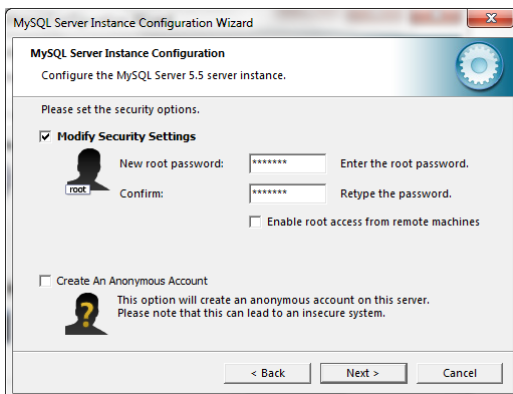 MySQL Server Instance Configuration Wizard
MySQL Server Instance Configuration
Configure the MySQL Server 5.5 server instance.
Please set the security options.
Modify Security Settings
root
New root password: ******* Enter the root password.
Confirm: ******* Retype the password.
Enable root access from remote machines
Create An Anonymous Account
This option will create an anonymous account on this server.
Please note that this can lead to an insecure system.
< Back Next > Cancel